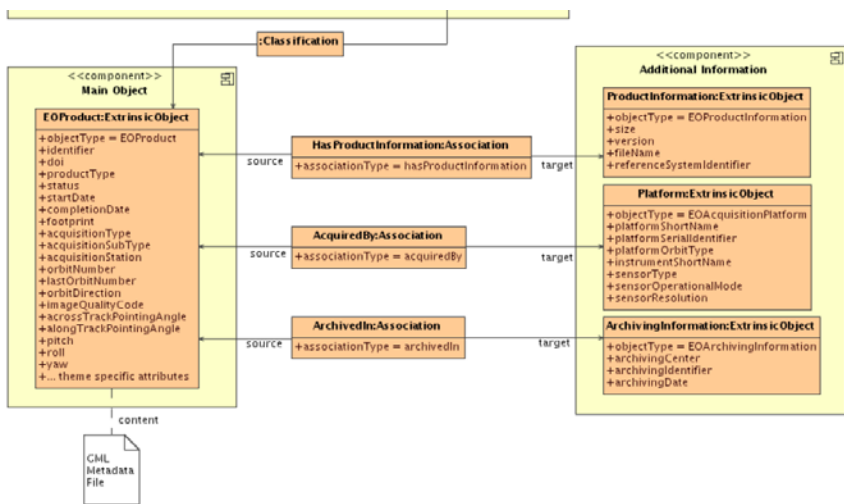 :Classification
<<component>>
Main Object
EOProduct:ExtrinsicObject
+objectType = EOProduct
+identifier
+doi
+productType
+status
+startDate
+completionDate
+footprint
+acquisitionType
+acquisitionSubType
+acquisitionStation
+orbitNumber
+lastOrbitNumber
+orbitDirection
+imageQualityCode
+acrossTrackPointingAngle
+alongTrackPointingAngle
+pitch
+roll
+yaw
+... theme specific attributes
content
GML
Metadata
File
HasProductInformation:Association
+associationType = hasProductInformation
source
target
AcquiredBy:Association
+associationType = acquiredBy
source
target
ArchivedIn:Association
+associationType = archivedIn
source
target
<<component>>
Additional Information
ProductInformation:ExtrinsicObject
+objectType = EOProductInformation
+size
+version
+fileName
+referenceSystemIdentifier
Platform:ExtrinsicObject
+objectType = EOAcquisitionPlatform
+platformShortName
+platformSerialIdentifier
+platformOrbitType
+instrumentShortName
+sensorType
+sensorOperationalMode
+sensorResolution
ArchivingInformation:ExtrinsicObject
+objectType = EOArchivingInformation
+archivingCenter
+archivingIdentifier
+archivingDate